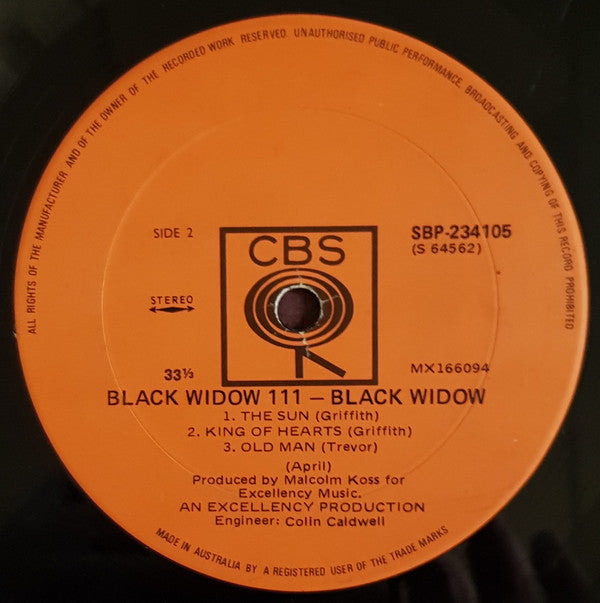 ALL RIGHTS OF THE MANUFACTURER AND OF THE OWNER OF THE RECORDED WORK RESERVED. UNAUTHORISED PUBLIC PERFORMANCE, BROADCASTING AND COPYING OF THIS RECORD PROHIBITED
SIDE 2
CBS
SBP-234105
(S 64562)
STEREO
33⅓
MX166094
BLACK WIDOW 111 – BLACK WIDOW
1. THE SUN (Griffith)
2. KING OF HEARTS (Griffith)
3. OLD MAN (Trevor)
(April)
Produced by Malcolm Koss for
Excellency Music.
AN EXCELLENCY PRODUCTION
Engineer: Colin Caldwell
MADE IN AUSTRALIA BY A REGISTERED USER OF THE TRADE MARKS